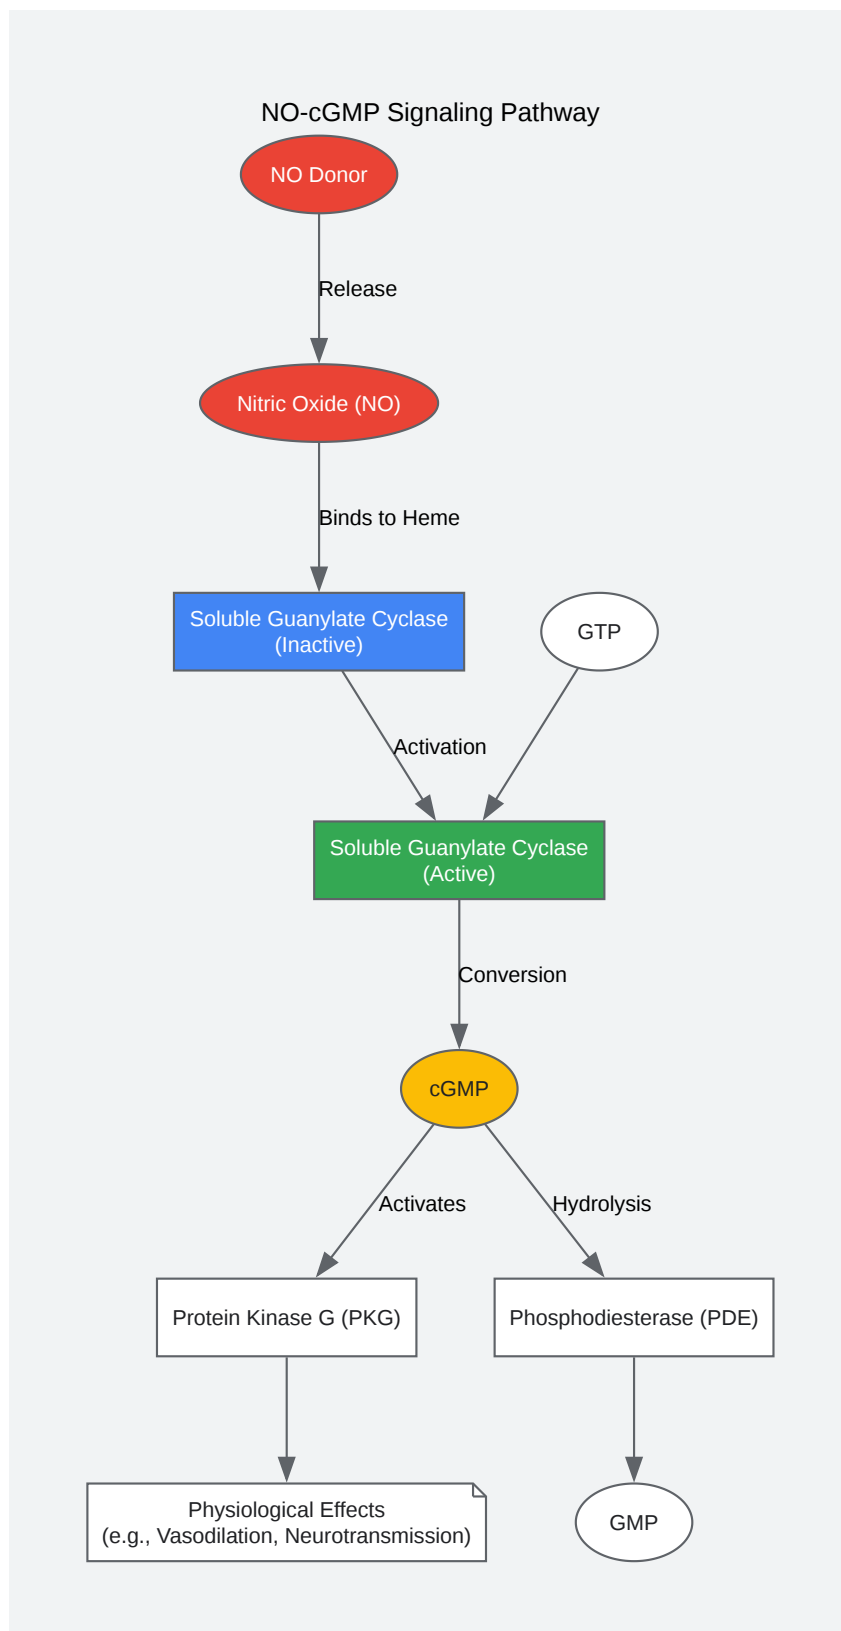 NO-cGMP Signaling Pathway
NO Donor
Release
Nitric Oxide (NO)
Binds to Heme
Soluble Guanylate Cyclase
(Inactive)
GTP
Activation
Soluble Guanylate Cyclase
(Active)
Conversion
cGMP
Activates
Hydrolysis
Protein Kinase G (PKG)
Phosphodiesterase (PDE)
Physiological Effects
(e.g., Vasodilation, Neurotransmission)
GMP